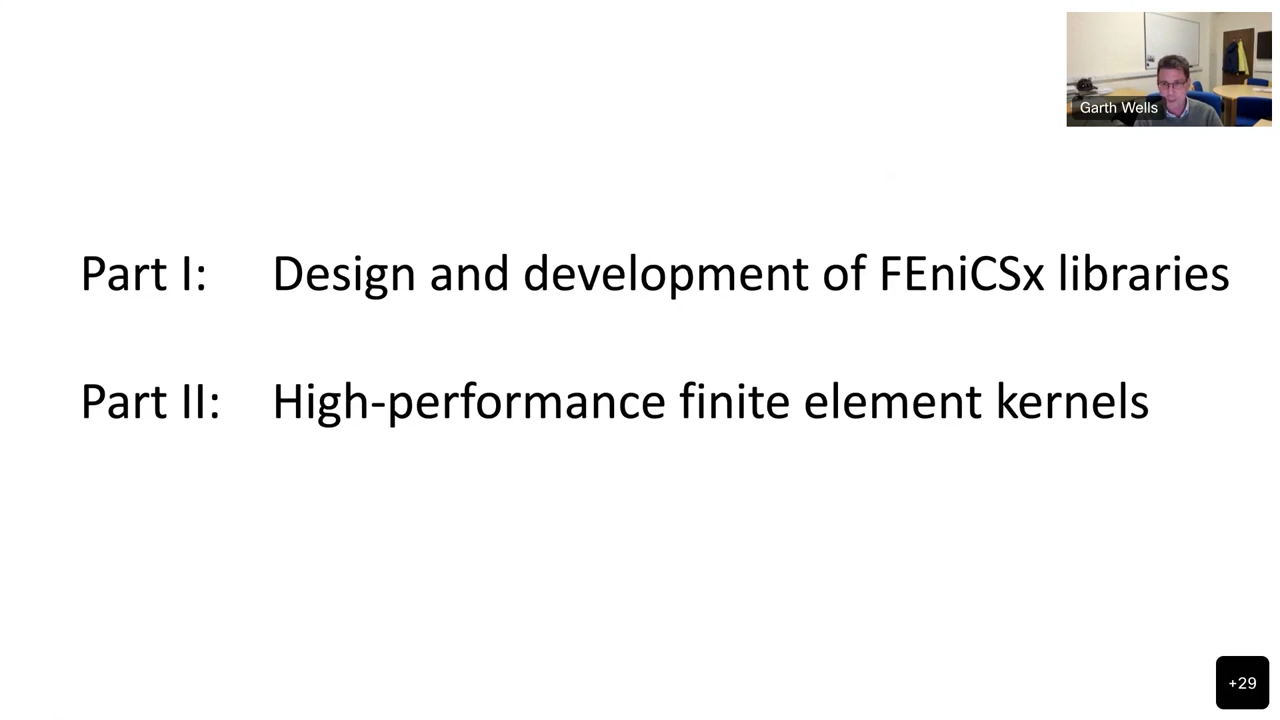 Garth Wells
Part I: Design and development of FEniCSx libraries
Part II: High-performance finite element kernels
+29